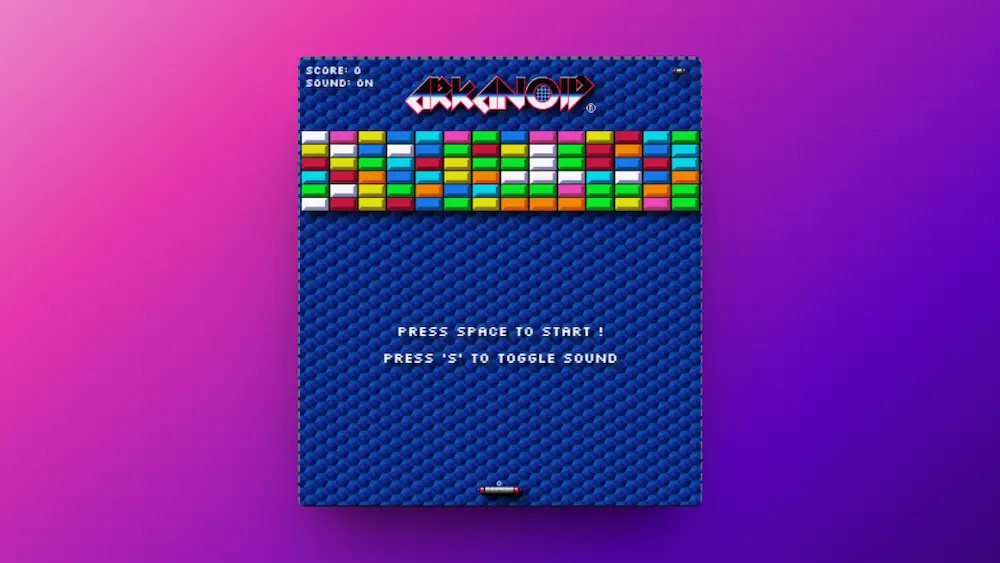 SCORE: 0
SOUND: ON
ARKANOID
®
PRESS SPACE TO START !
PRESS 'S' TO TOGGLE SOUND